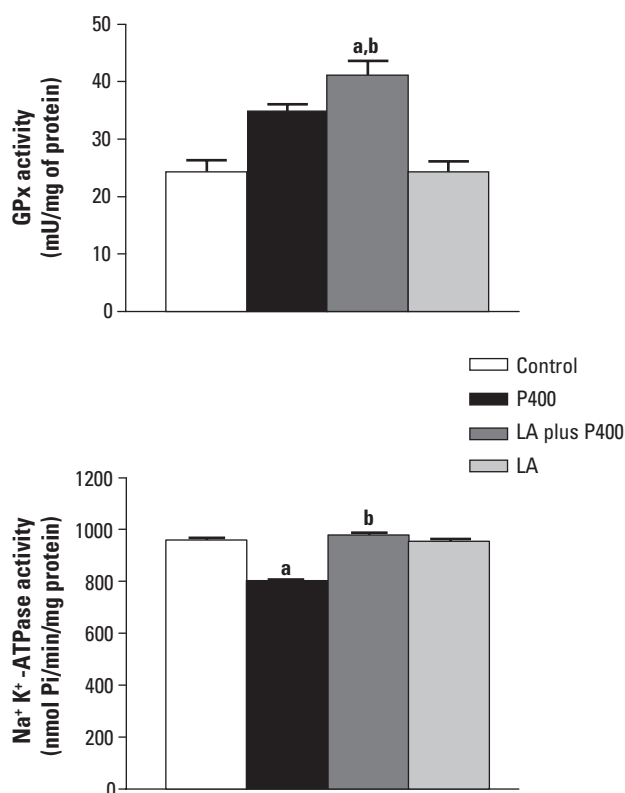 50
40
30
20
10
0
GPx activity
(mU/mg of protein)
a,b
Control
P400
LA plus P400
LA
1200
1000
800
600
400
200
0
Na⁺ K⁺ -ATPase activity
(nmol Pi/min/mg protein)
a
b